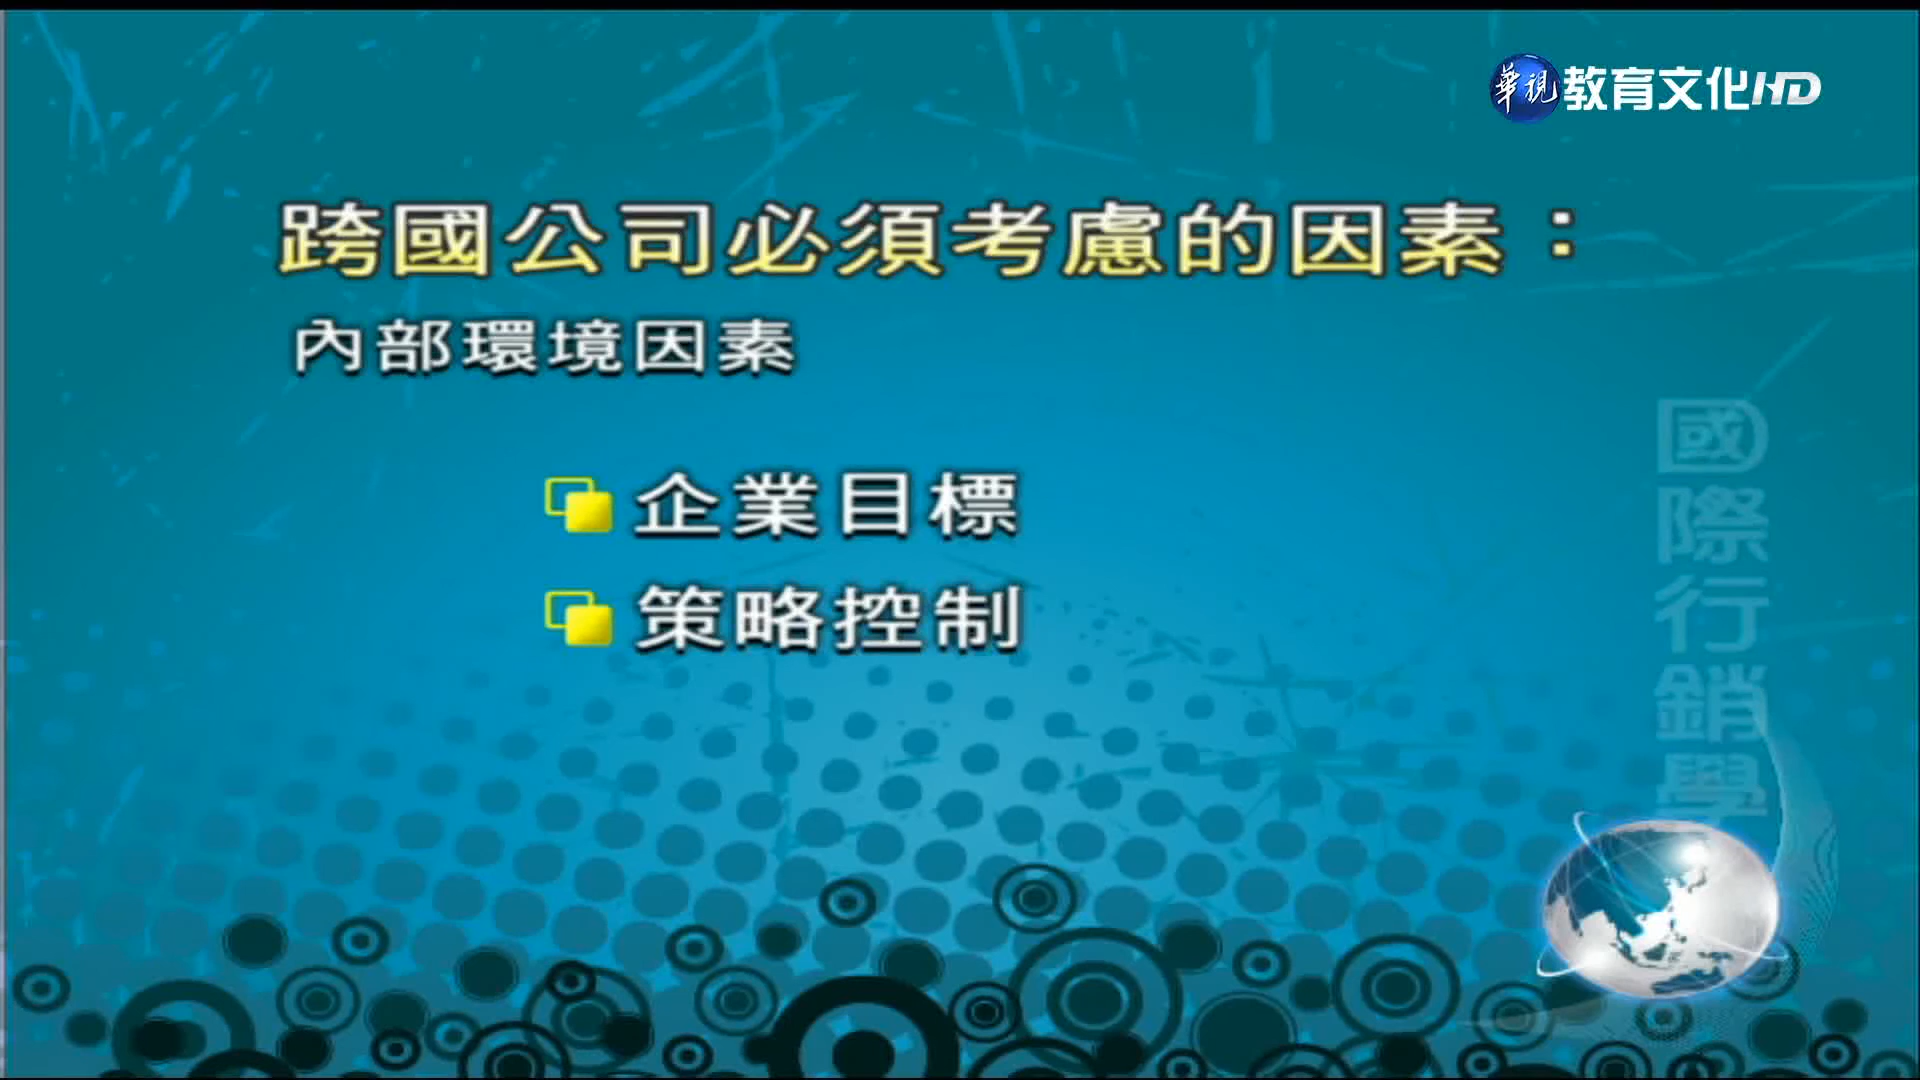 華視 教育文化HD
跨國公司必須考慮的因素：
內部環境因素
企業目標
策略控制
國際行銷學